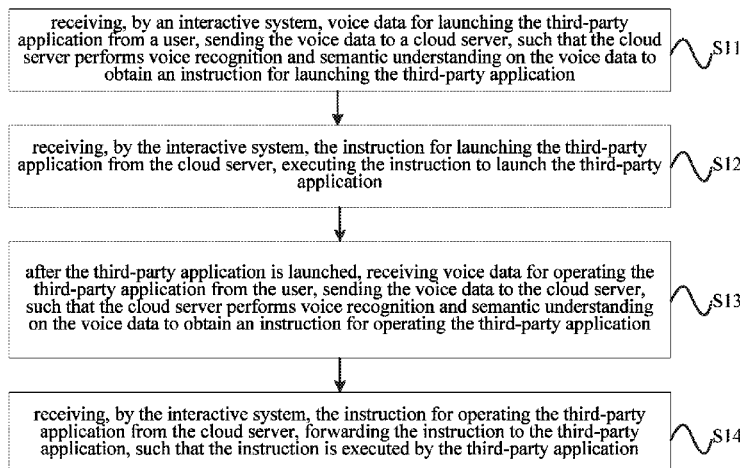 receiving, by an interactive system, voice data for launching the third-party
application from a user, sending the voice data to a cloud server, such that the cloud
server performs voice recognition and semantic understanding on the voice data to
obtain an instruction for launching the third-party application
S11
receiving, by the interactive system, the instruction for launching the third-party
application from the cloud server, executing the instruction to launch the third-party
application
S12
after the third-party application is launched, receiving voice data for operating the
third-party application from the user, sending the voice data to the cloud server,
such that the cloud server performs voice recognition and semantic understanding
on the voice data to obtain an instruction for operating the third-party application
S13
receiving, by the interactive system, the instruction for operating the third-party
application from the cloud server, forwarding the instruction to the third-party
application, such that the instruction is executed by the third-party application
S14